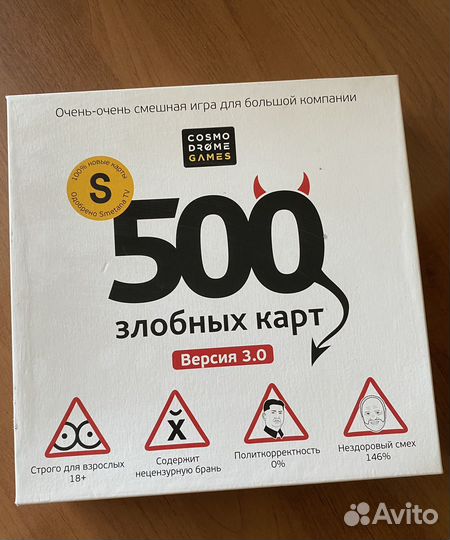 Очень-очень смешная игра для большой компании
COSMO
DRØME
GAMES
100% новые карты
S
Одобрено Smetana TV
500
злобных карт
Версия 3.0
x̆
Строго для взрослых
18+
Содержит
нецензурную брань
Политкорректность
0%
Нездоровый смех
146%
Avito